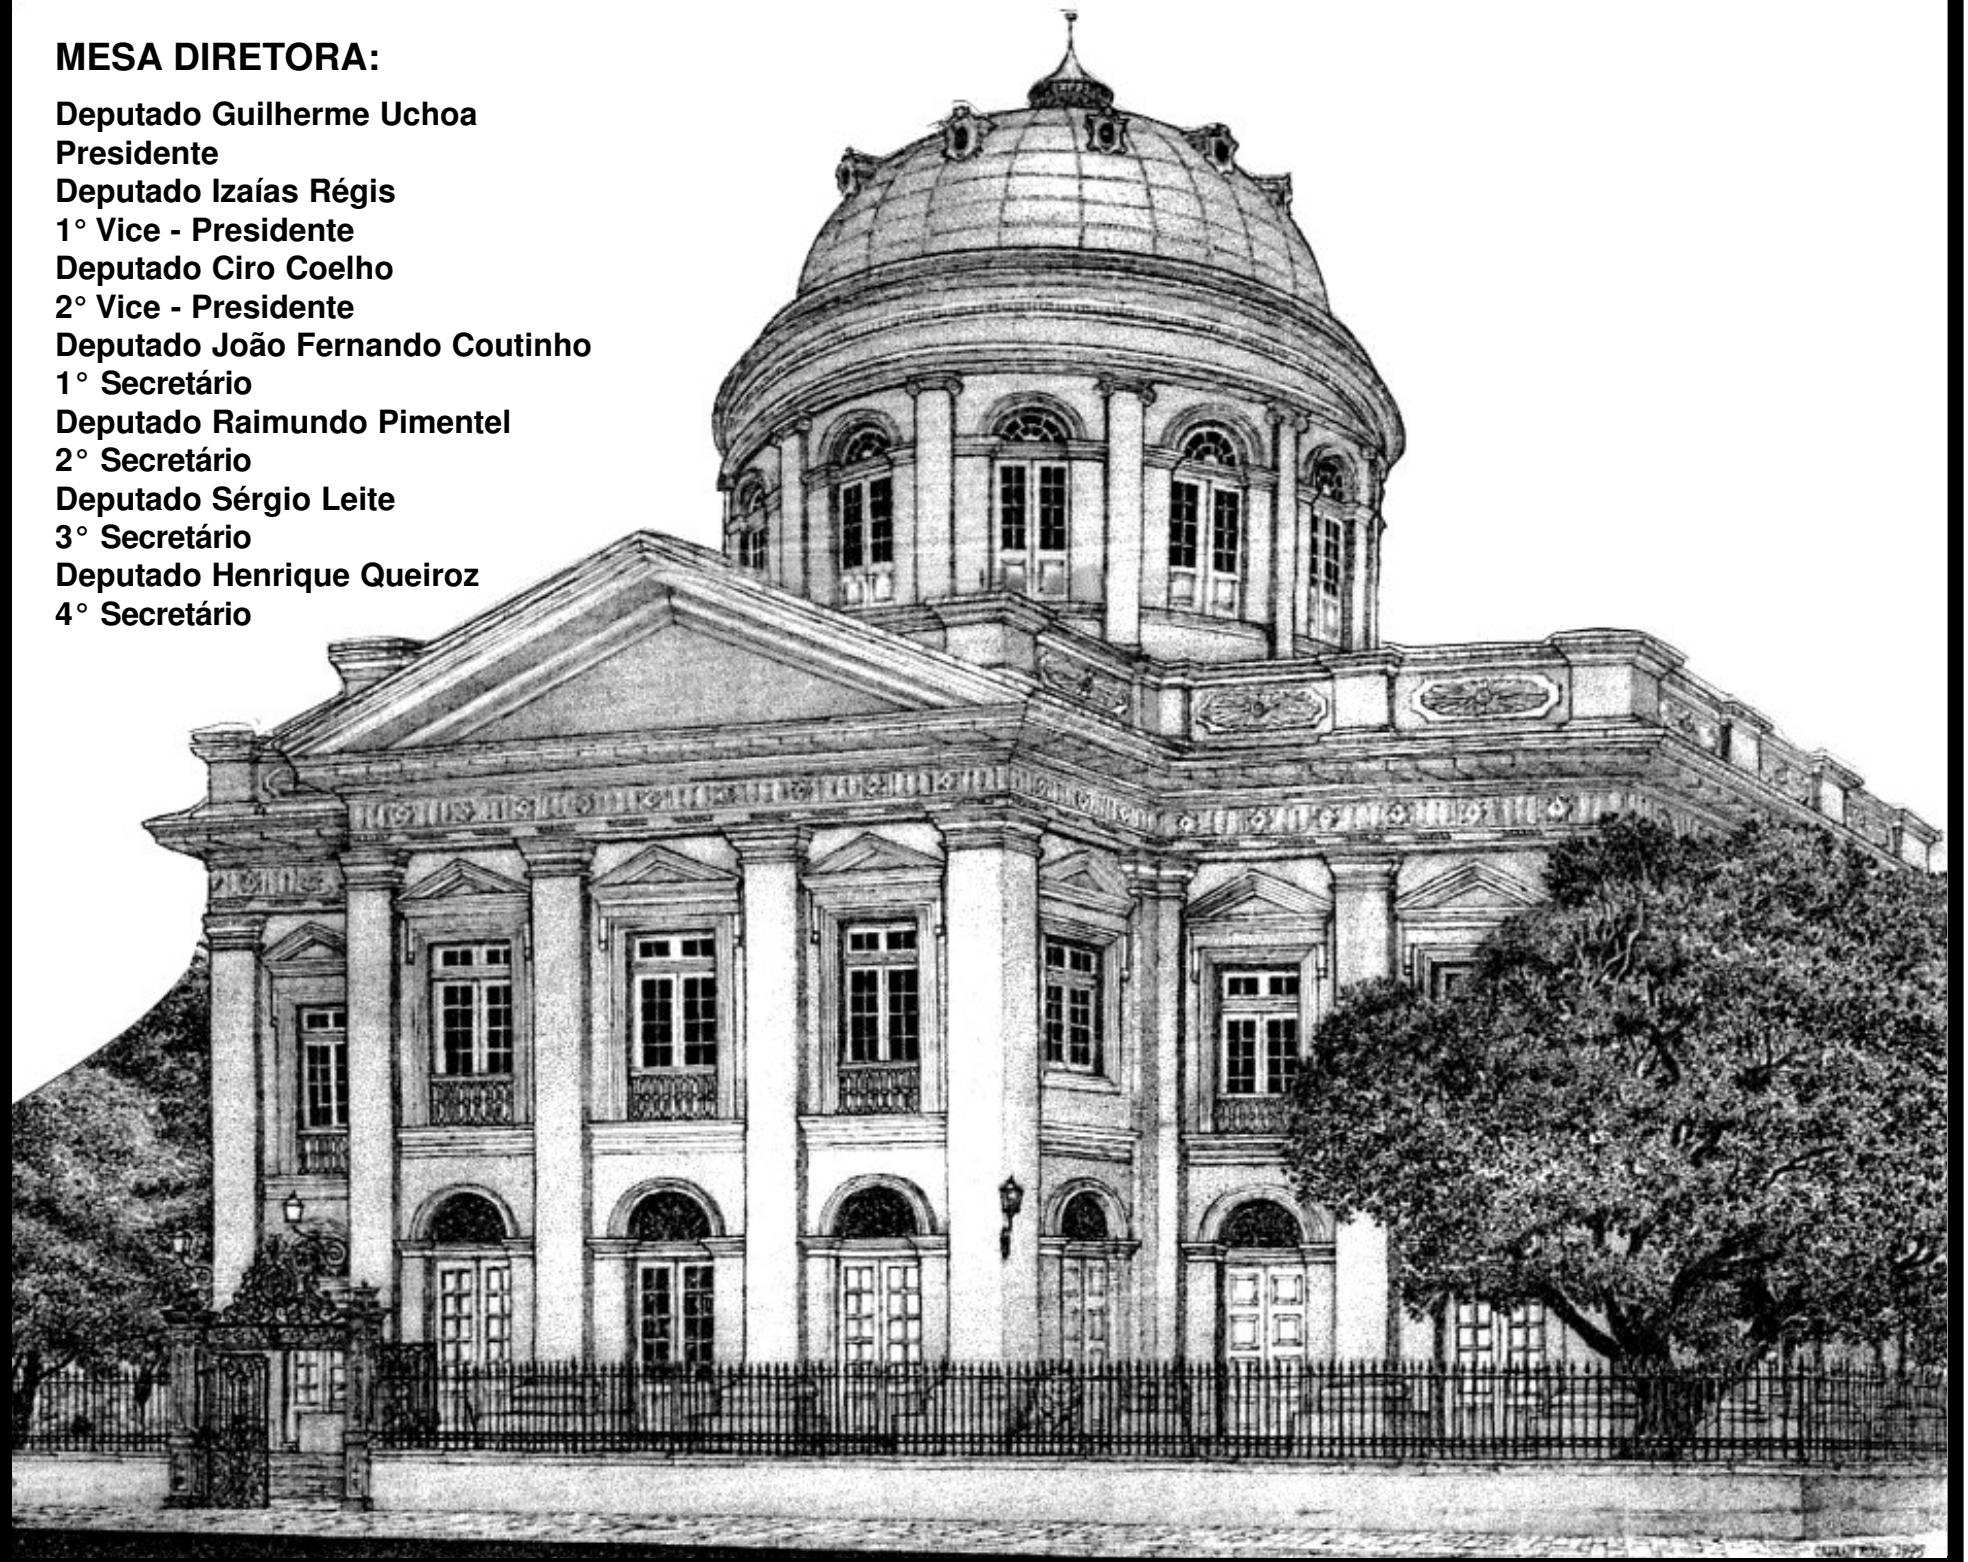 MESA DIRETORA:
Deputado Guilherme Uchoa
Presidente
Deputado Izaías Régis
1° Vice - Presidente
Deputado Ciro Coelho
2° Vice - Presidente
Deputado João Fernando Coutinho
1° Secretário
Deputado Raimundo Pimentel
2° Secretário
Deputado Sérgio Leite
3° Secretário
Deputado Henrique Queiroz
4° Secretário